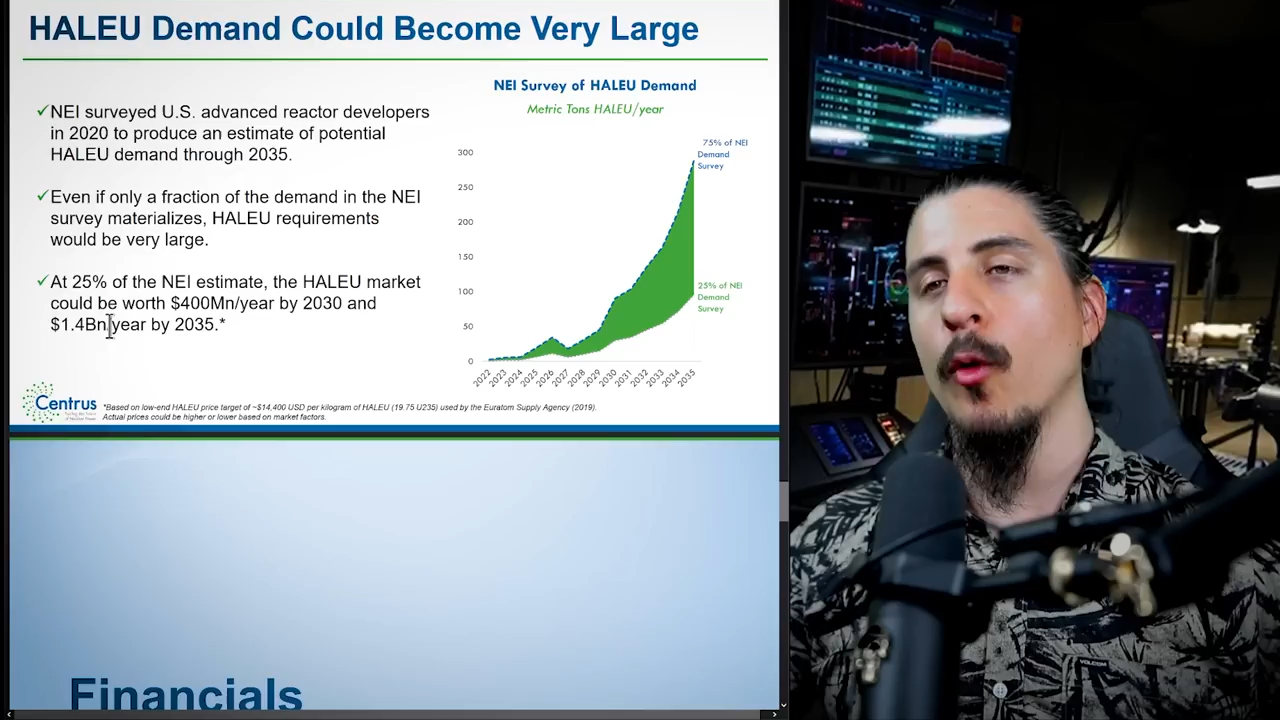 HALEU Demand Could Become Very Large
✓NEI surveyed U.S. advanced reactor developers
in 2020 to produce an estimate of potential
HALEU demand through 2035.
✓Even if only a fraction of the demand in the NEI
survey materializes, HALEU requirements
would be very large.
✓At 25% of the NEI estimate, the HALEU market
could be worth $400Mn/year by 2030 and
$1.4Bn/year by 2035.*
NEI Survey of HALEU Demand
Metric Tons HALEU/year
75% of NEI
Demand
Survey
300
250
200
150
100
50
0
25% of NEI
Demand
Survey
2022 2023 2024 2025 2026 2027 2028 2029 2030 2031 2032 2033 2034 2035
Centrus
*Based on low-end HALEU price target of ~$14,400 USD per kilogram of HALEU (19.75 U235) used by the Euratom Supply Agency (2019).
Actual prices could be higher or lower based on market factors.
Financials
VOLCOM